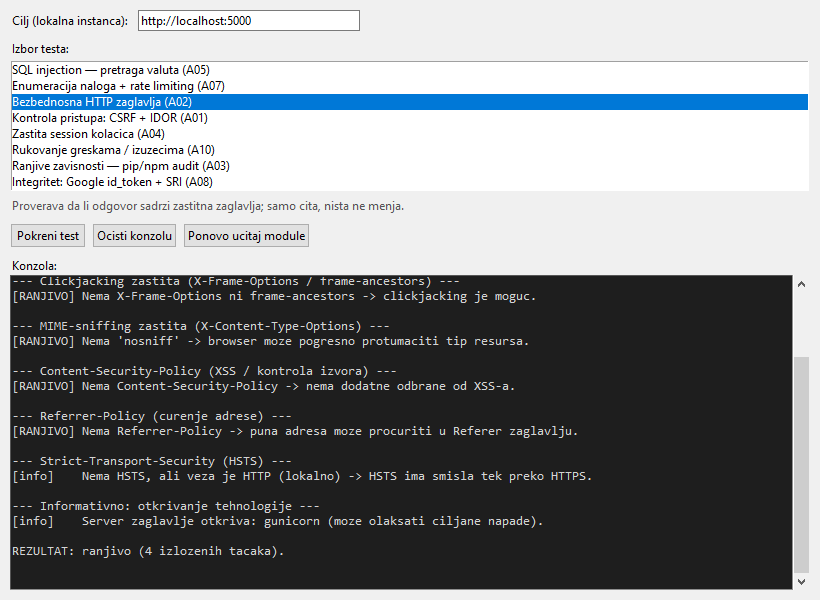 Cilj (lokalna instanca): http://localhost:5000
Izbor testa:
SQL injection — pretraga valuta (A05)
Enumeracija naloga + rate limiting (A07)
Bezbednosna HTTP zaglavlja (A02)
Kontrola pristupa: CSRF + IDOR (A01)
Zastita session kolacica (A04)
Rukovanje greskama / izuzecima (A10)
Ranjive zavisnosti — pip/npm audit (A03)
Integritet: Google id_token + SRI (A08)
Proverava da li odgovor sadrzi zastitna zaglavlja; samo cita, nista ne menja.
Pokreni test Ocisti konzolu Ponovo ucitaj module
Konzola:
--- Clickjacking zastita (X-Frame-Options / frame-ancestors) ---
[RANJIVO] Nema X-Frame-Options ni frame-ancestors -> clickjacking je moguc.
--- MIME-sniffing zastita (X-Content-Type-Options) ---
[RANJIVO] Nema 'nosniff' -> browser moze pogresno protumaciti tip resursa.
--- Content-Security-Policy (XSS / kontrola izvora) ---
[RANJIVO] Nema Content-Security-Policy -> nema dodatne odbrane od XSS-a.
--- Referrer-Policy (curenje adrese) ---
[RANJIVO] Nema Referrer-Policy -> puna adresa moze procuriti u Referer zaglavlju.
--- Strict-Transport-Security (HSTS) ---
[info] Nema HSTS, ali veza je HTTP (lokalno) -> HSTS ima smisla tek preko HTTPS.
--- Informativno: otkrivanje tehnologije ---
[info] Server zaglavlje otkriva: gunicorn (moze olaksati ciljane napade).
REZULTAT: ranjivo (4 izlozenih tacaka).